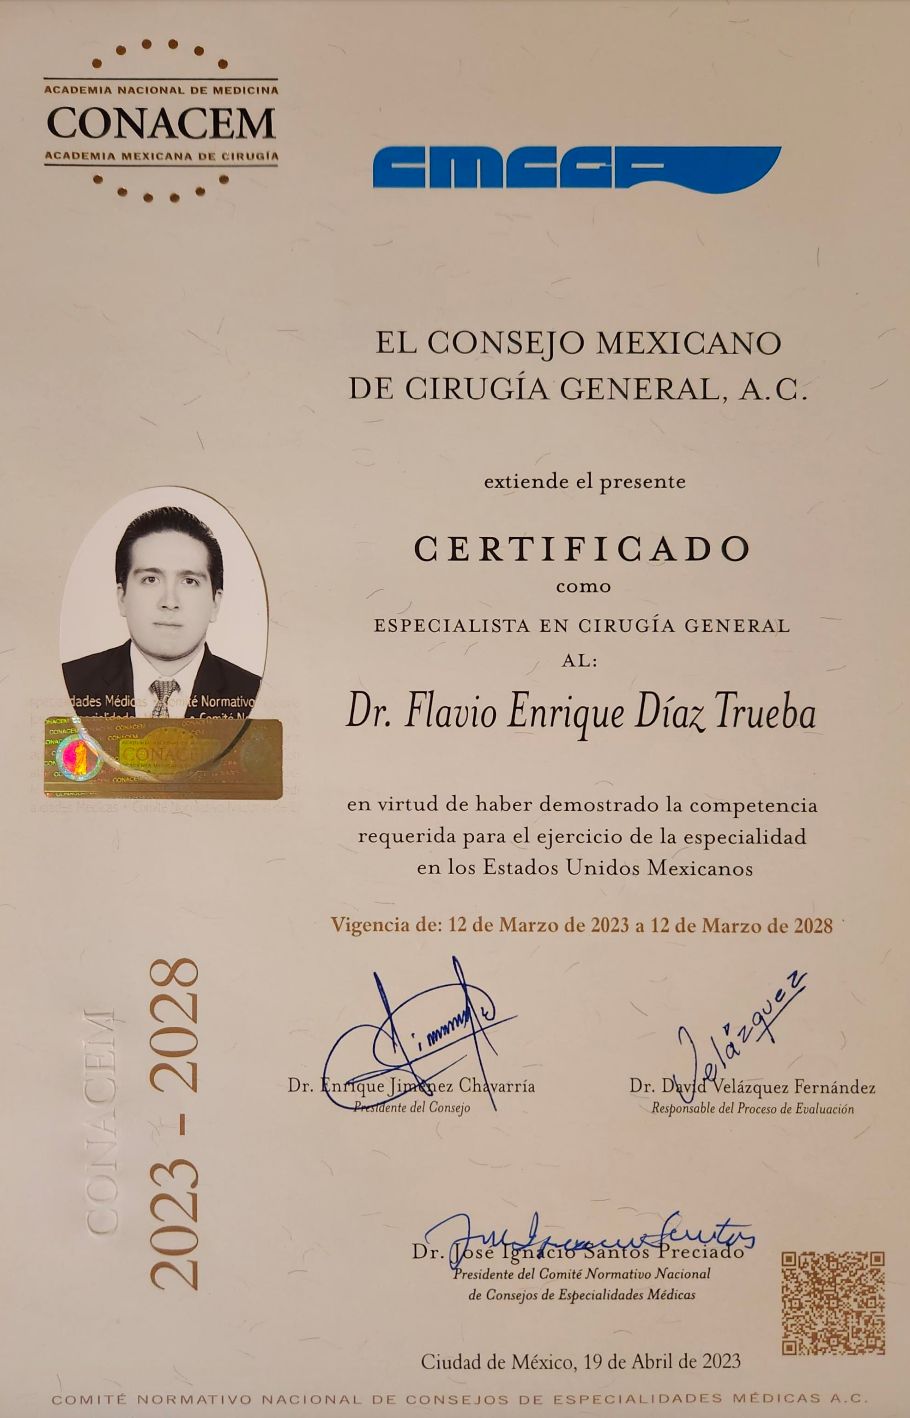 ACADEMIA NACIONAL DE MEDICINA
CONACEM
ACADEMIA MEXICANA DE CIRUGÍA
CMCG
EL CONSEJO MEXICANO
DE CIRUGÍA GENERAL, A.C.
extiende el presente
CERTIFICADO
como
ESPECIALISTA EN CIRUGÍA GENERAL
AL:
Dr. Flavio Enrique Díaz Trueba
dades Médic
ité Normativo
CONACEM
en virtud de haber demostrado la competencia
requerida para el ejercicio de la especialidad
en los Estados Unidos Mexicanos
Vigencia de: 12 de Marzo de 2023 a 12 de Marzo de 2028
CONACEM
2023 - 2028
Velázquez
Dr. Enrique Jiménez Chavarría
Presidente del Consejo
Dr. David Velázquez Fernández
Responsable del Proceso de Evaluación
Dr. José Ignacio Santos Preciado
Presidente del Comité Normativo Nacional
de Consejos de Especialidades Médicas
Ciudad de México, 19 de Abril de 2023
COMITÉ NORMATIVO NACIONAL DE CONSEJOS DE ESPECIALIDADES MÉDICAS A.C.